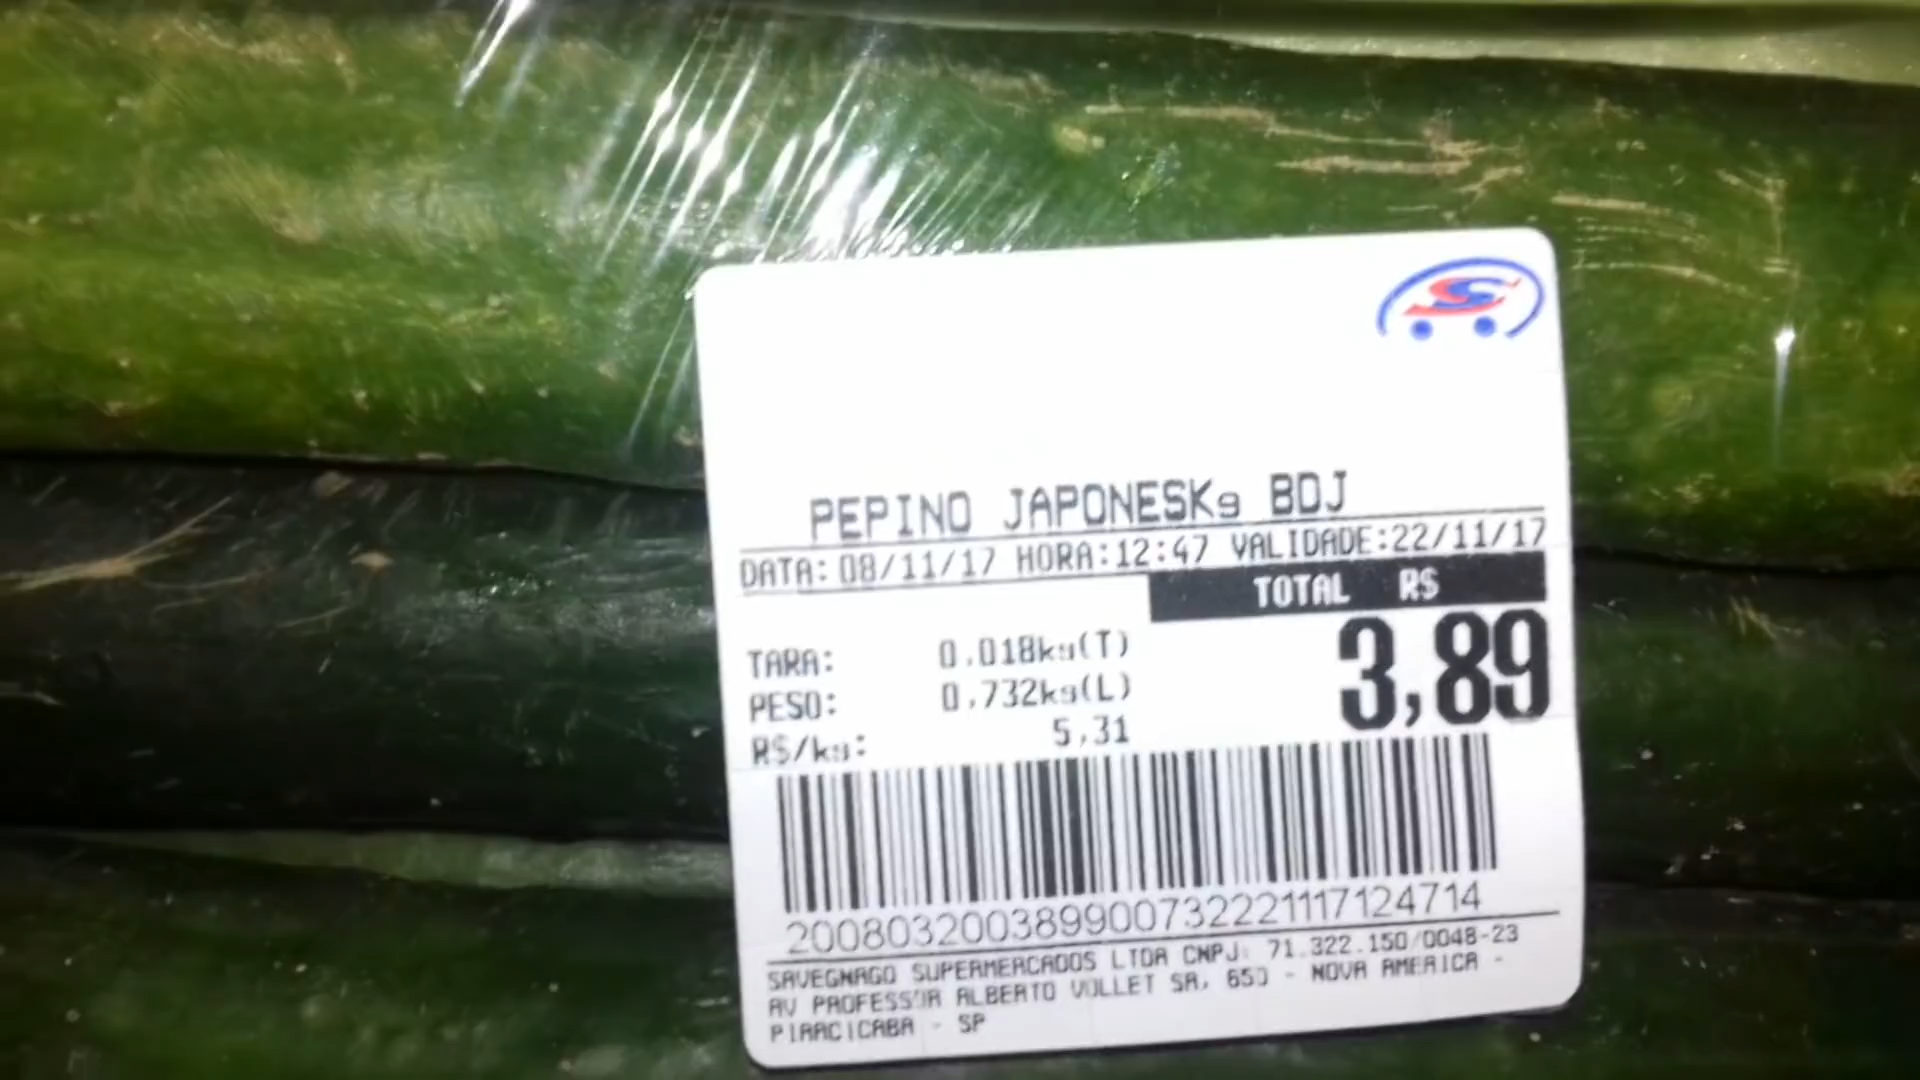 PEPINO JAPONESKg BDJ
DATA: 08/11/17 HORA:12:47 VALIDADE:22/11/17
TOTAL R$
TARA: 0,018kg(T)
3,89
PESO: 0,732kg(L)
R$/kg: 5,31
200803200389900732221117124714
SAVEGNAGO SUPERMERCADOS LTDA CNPJ: 71.322.150/0048-23
AV PROFESSOR ALBERTO VOLLET SA, 650 - NOVA AMERICA -
PIRACICABA - SP